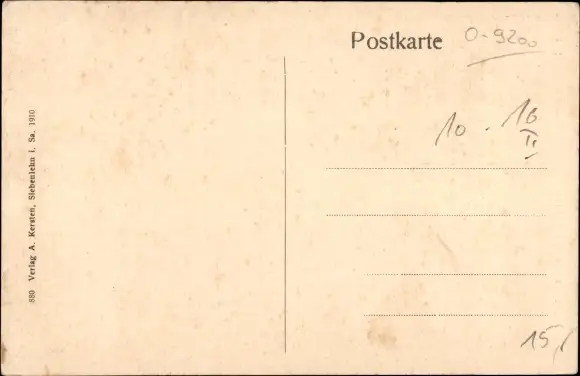 Postkarte
O-9200
10 - 16
II
880 Verlag A. Kersten, Siebenlehn i. Sa. 1910
15,